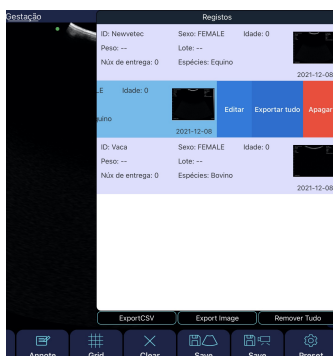 Gestação
Registos
ID: Newvetec Sexo: FEMALE Idade: 0
Peso: -- Lote: --
Núx de entrega: 0 Espécies: Equino
2021-12-08
LE Idade: 0
quino
2021-12-08
Editar Exportar tudo Apagar
ID: Vaca Sexo: FEMALE Idade: 0
Peso: -- Lote: --
Núx de entrega: 0 Espécies: Bovino
2021-12-08
ExportCSV Export Image Remover Tudo
Annote Grid Clear Save Save Preset